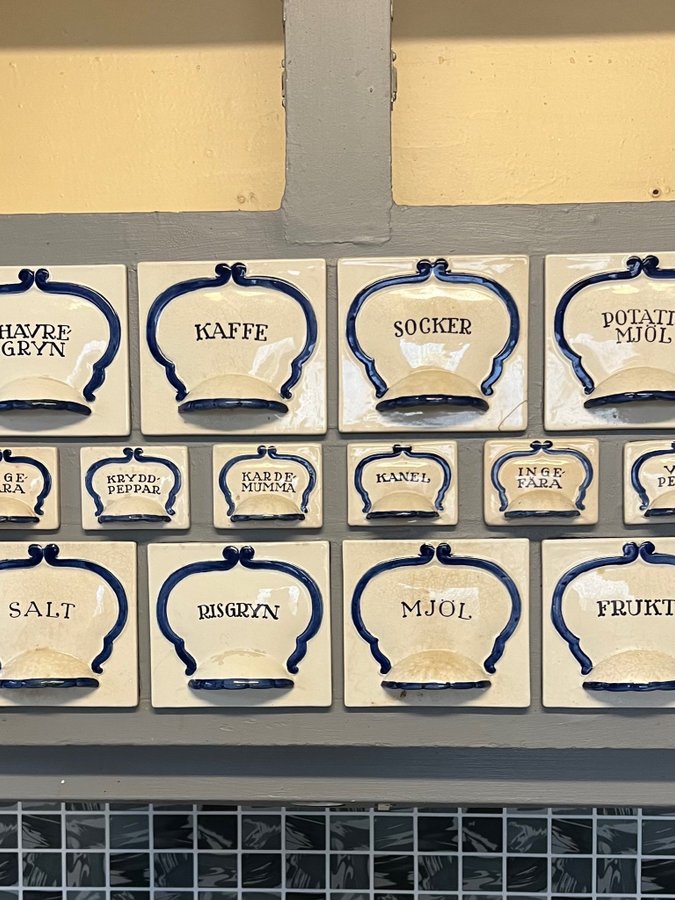 HAVRE-
GRYN
KAFFE
SOCKER
MJÖL
KRYDD-
PEPPAR
KARDE-
MUMMA
KANEL
INGE-
FÄRA
SALT
RISGRYN
MJÖL
FRUKT